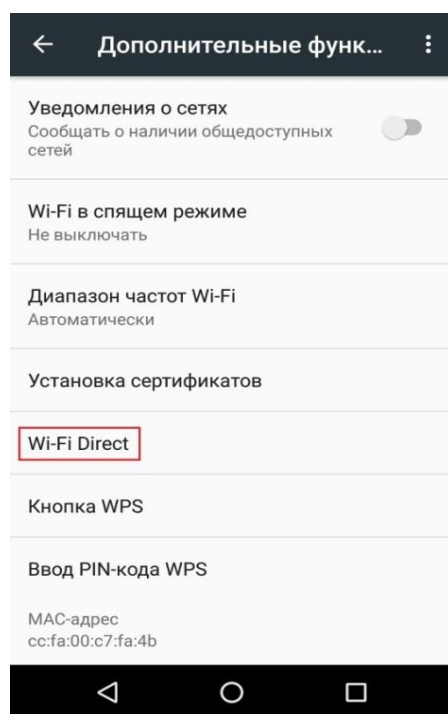 Дополнительные функ...
Уведомления о сетях
Сообщать о наличии общедоступных
сетей
Wi-Fi в спящем режиме
Не выключать
Диапазон частот Wi-Fi
Автоматически
Установка сертификатов
Wi-Fi Direct
Кнопка WPS
Ввод PIN-кода WPS
MAC-адрес
cc:fa:00:c7:fa:4b